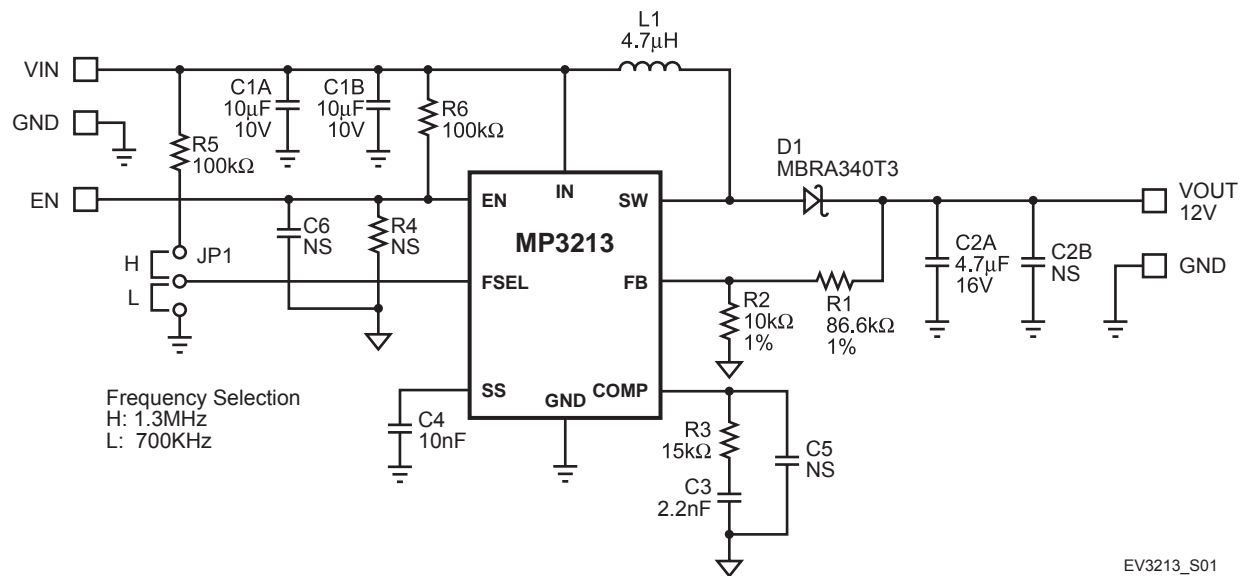 L1
4.7μH
VIN
C1A
10μF
10V
C1B
10μF
10V
R6
100kΩ
GND
R5
100kΩ
D1
MBRA340T3
EN
EN
IN
SW
VOUT
12V
C6
NS
R4
NS
MP3213
C2A
4.7μF
16V
C2B
NS
GND
H
JP1
L
FSEL
FB
R2
10kΩ
1%
R1
86.6kΩ
1%
Frequency Selection
H: 1.3MHz
L: 700KHz
SS
GND
COMP
C4
10nF
R3
15kΩ
C5
NS
C3
2.2nF
EV3213_S01